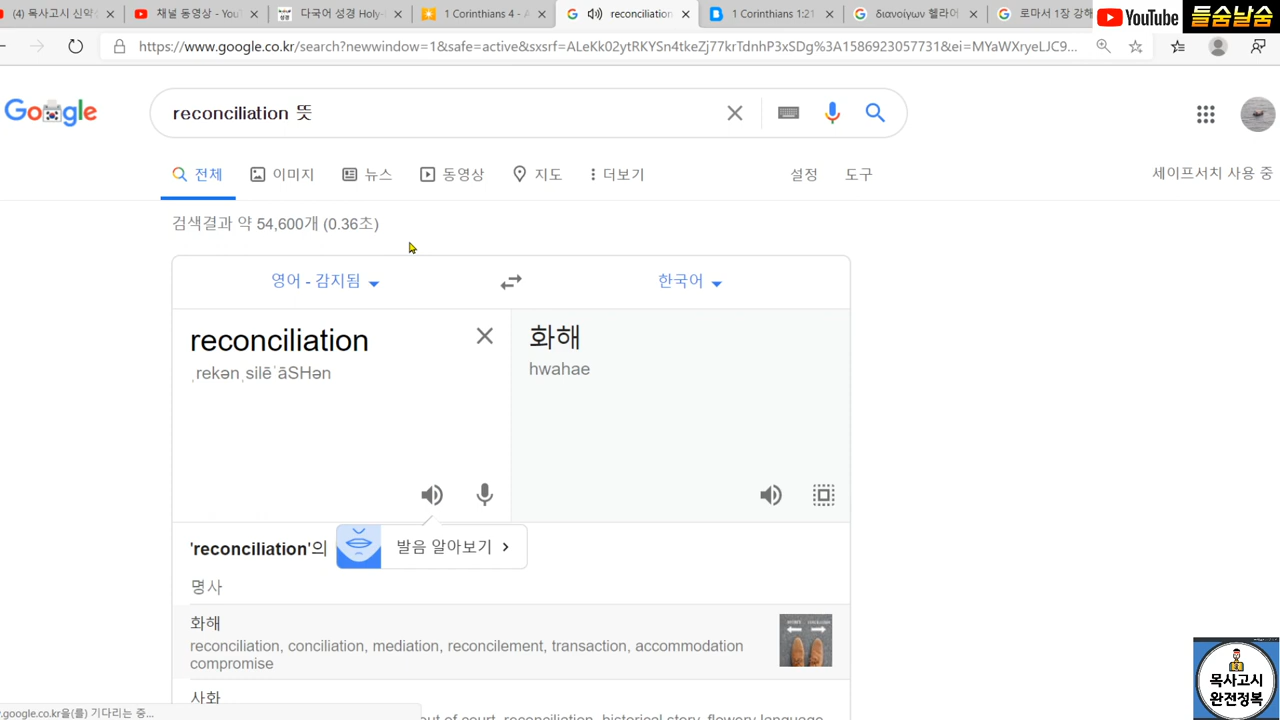 (4) 목사고시 신약
채널 동영상 - You
다국어 성경 Holy-
1 Corinthians
reconciliation
1 Corinthians 1:21
διανοίγων 헬라어
로마서 1장 강해
YouTube
들숨날숨
https://www.google.co.kr/search?newwindow=1&safe=active&sxsrf=ALeKk02ytRKYSn4tkeZj77krTdnhP3xSDg%3A1586923057731&ei=MYaWXryeLJC9...
Google
reconciliation 뜻
전체
이미지
뉴스
동영상
지도
더보기
설정
도구
세이프서치 사용 중
검색결과 약 54,600개 (0.36초)
영어 - 감지됨
한국어
reconciliation
화해
ˌrekənˌsilēˈāSHən
hwahae
'reconciliation'의
발음 알아보기
명사
화해
reconciliation, conciliation, mediation, reconcilement, transaction, accommodation
compromise
사화
out of court, reconciliation, historical story, flowery language
.google.co.kr을(를) 기다리는 중...
목사고시
완전정복